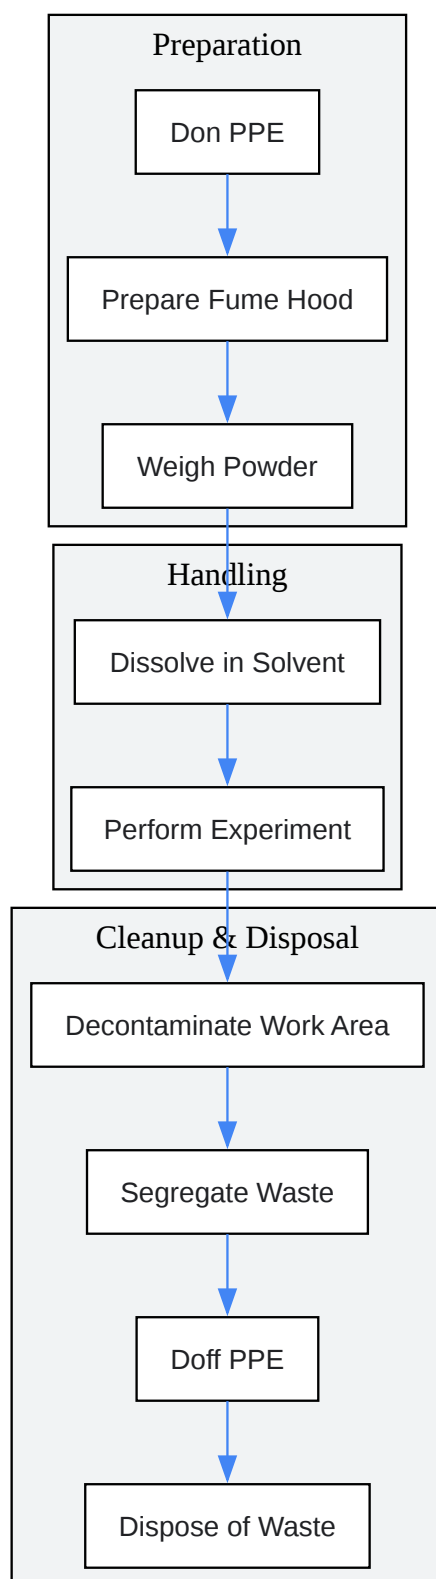 Preparation
Don PPE
Prepare Fume Hood
Weigh Powder
Handling
Dissolve in Solvent
Perform Experiment
Cleanup & Disposal
Decontaminate Work Area
Segregate Waste
Doff PPE
Dispose of Waste